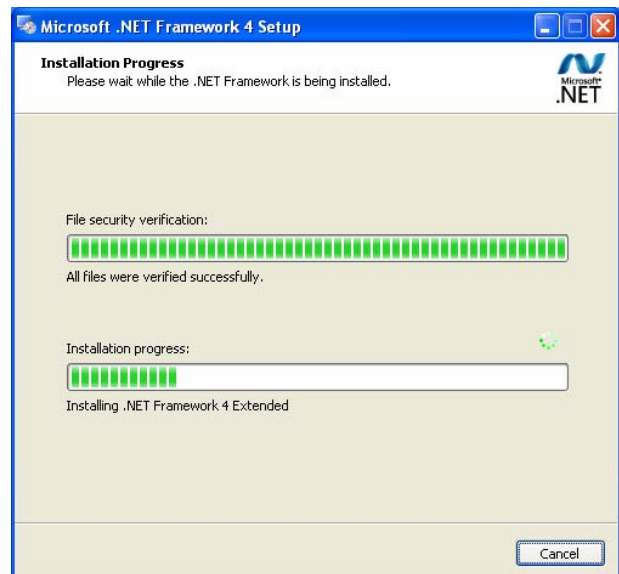 Microsoft .NET Framework 4 Setup
Installation Progress
Please wait while the .NET Framework is being installed.
Microsoft®
.NET
File security verification:
All files were verified successfully.
Installation progress:
Installing .NET Framework 4 Extended
Cancel